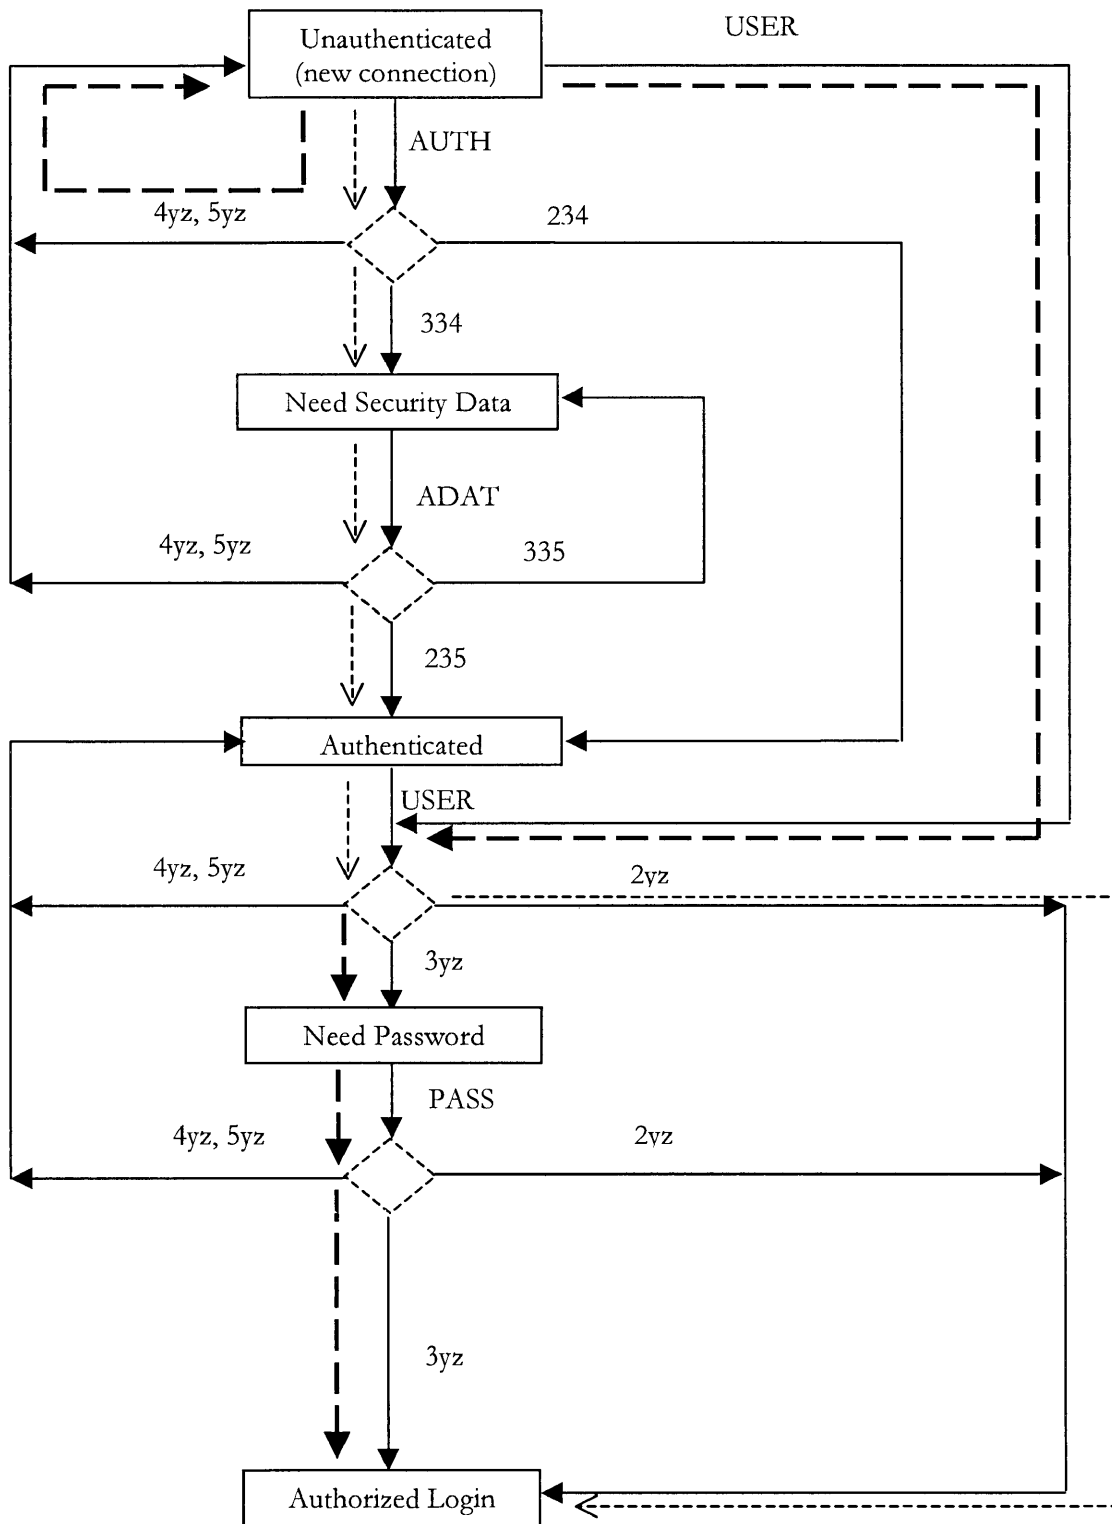 USER
Unauthenticated
(new connection)
AUTH
4yz, 5yz
234
334
Need Security Data
ADAT
4yz, 5yz
335
235
Authenticated
USER
4yz, 5yz
2yz
3yz
Need Password
PASS
4yz, 5yz
2yz
3yz
Authorized Login